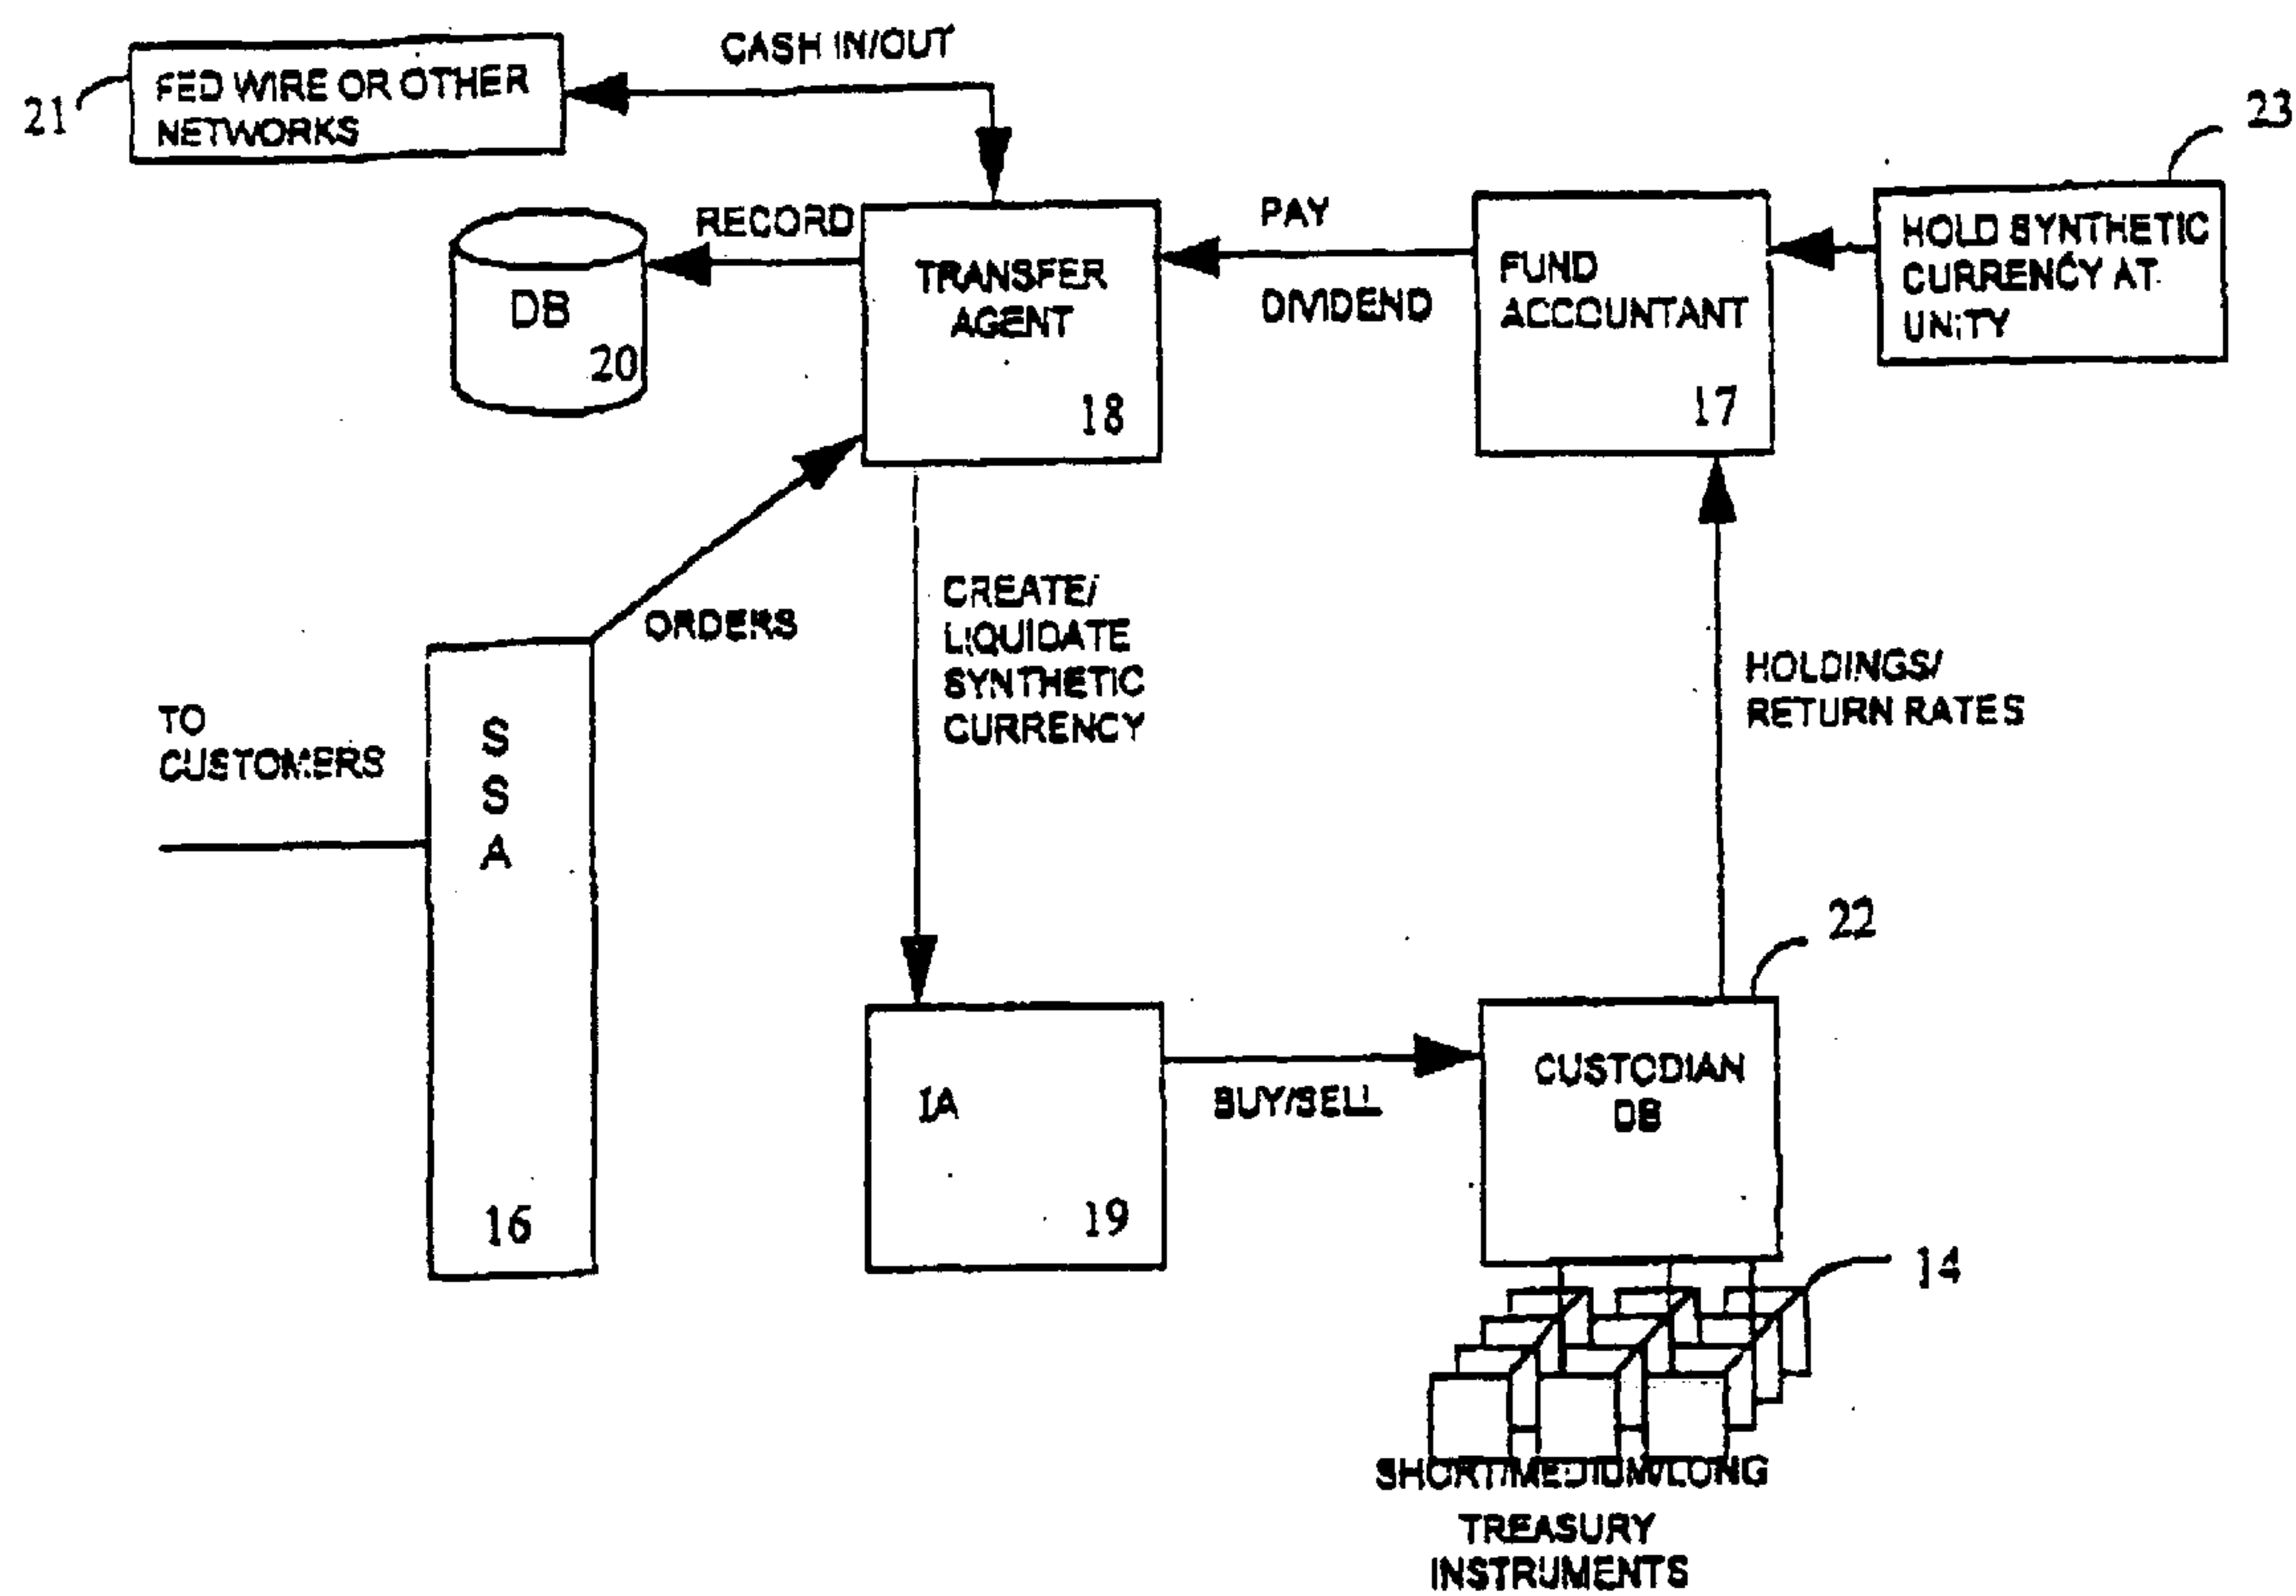 CASH IN/OUT
21
FED WIRE OR OTHER
NETWORKS
23
RECORD
DB
20
TRANSFER
AGENT
18
PAY
DIVIDEND
FUND
ACCOUNTANT
17
HOLD SYNTHETIC
CURRENCY AT
UNITY
ORDERS
CREATE/
LIQUIDATE
SYNTHETIC
CURRENCY
HOLDINGS/
RETURN RATES
TO
CUSTOMERS
S
S
A
16
IA
19
BUY/SELL
22
CUSTODIAN
DB
14
SHORT/MEDIUM/LONG
TREASURY
INSTRUMENTS